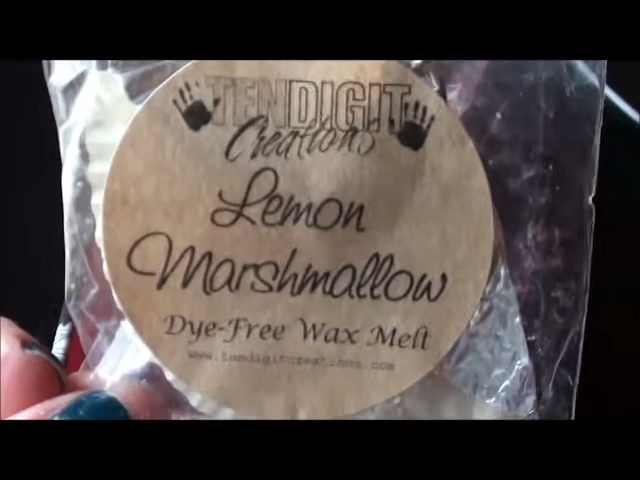 TENDIGIT
Creations
Lemon
Marshmallow
Dye-Free Wax Melt
www.tendigitcreations.com